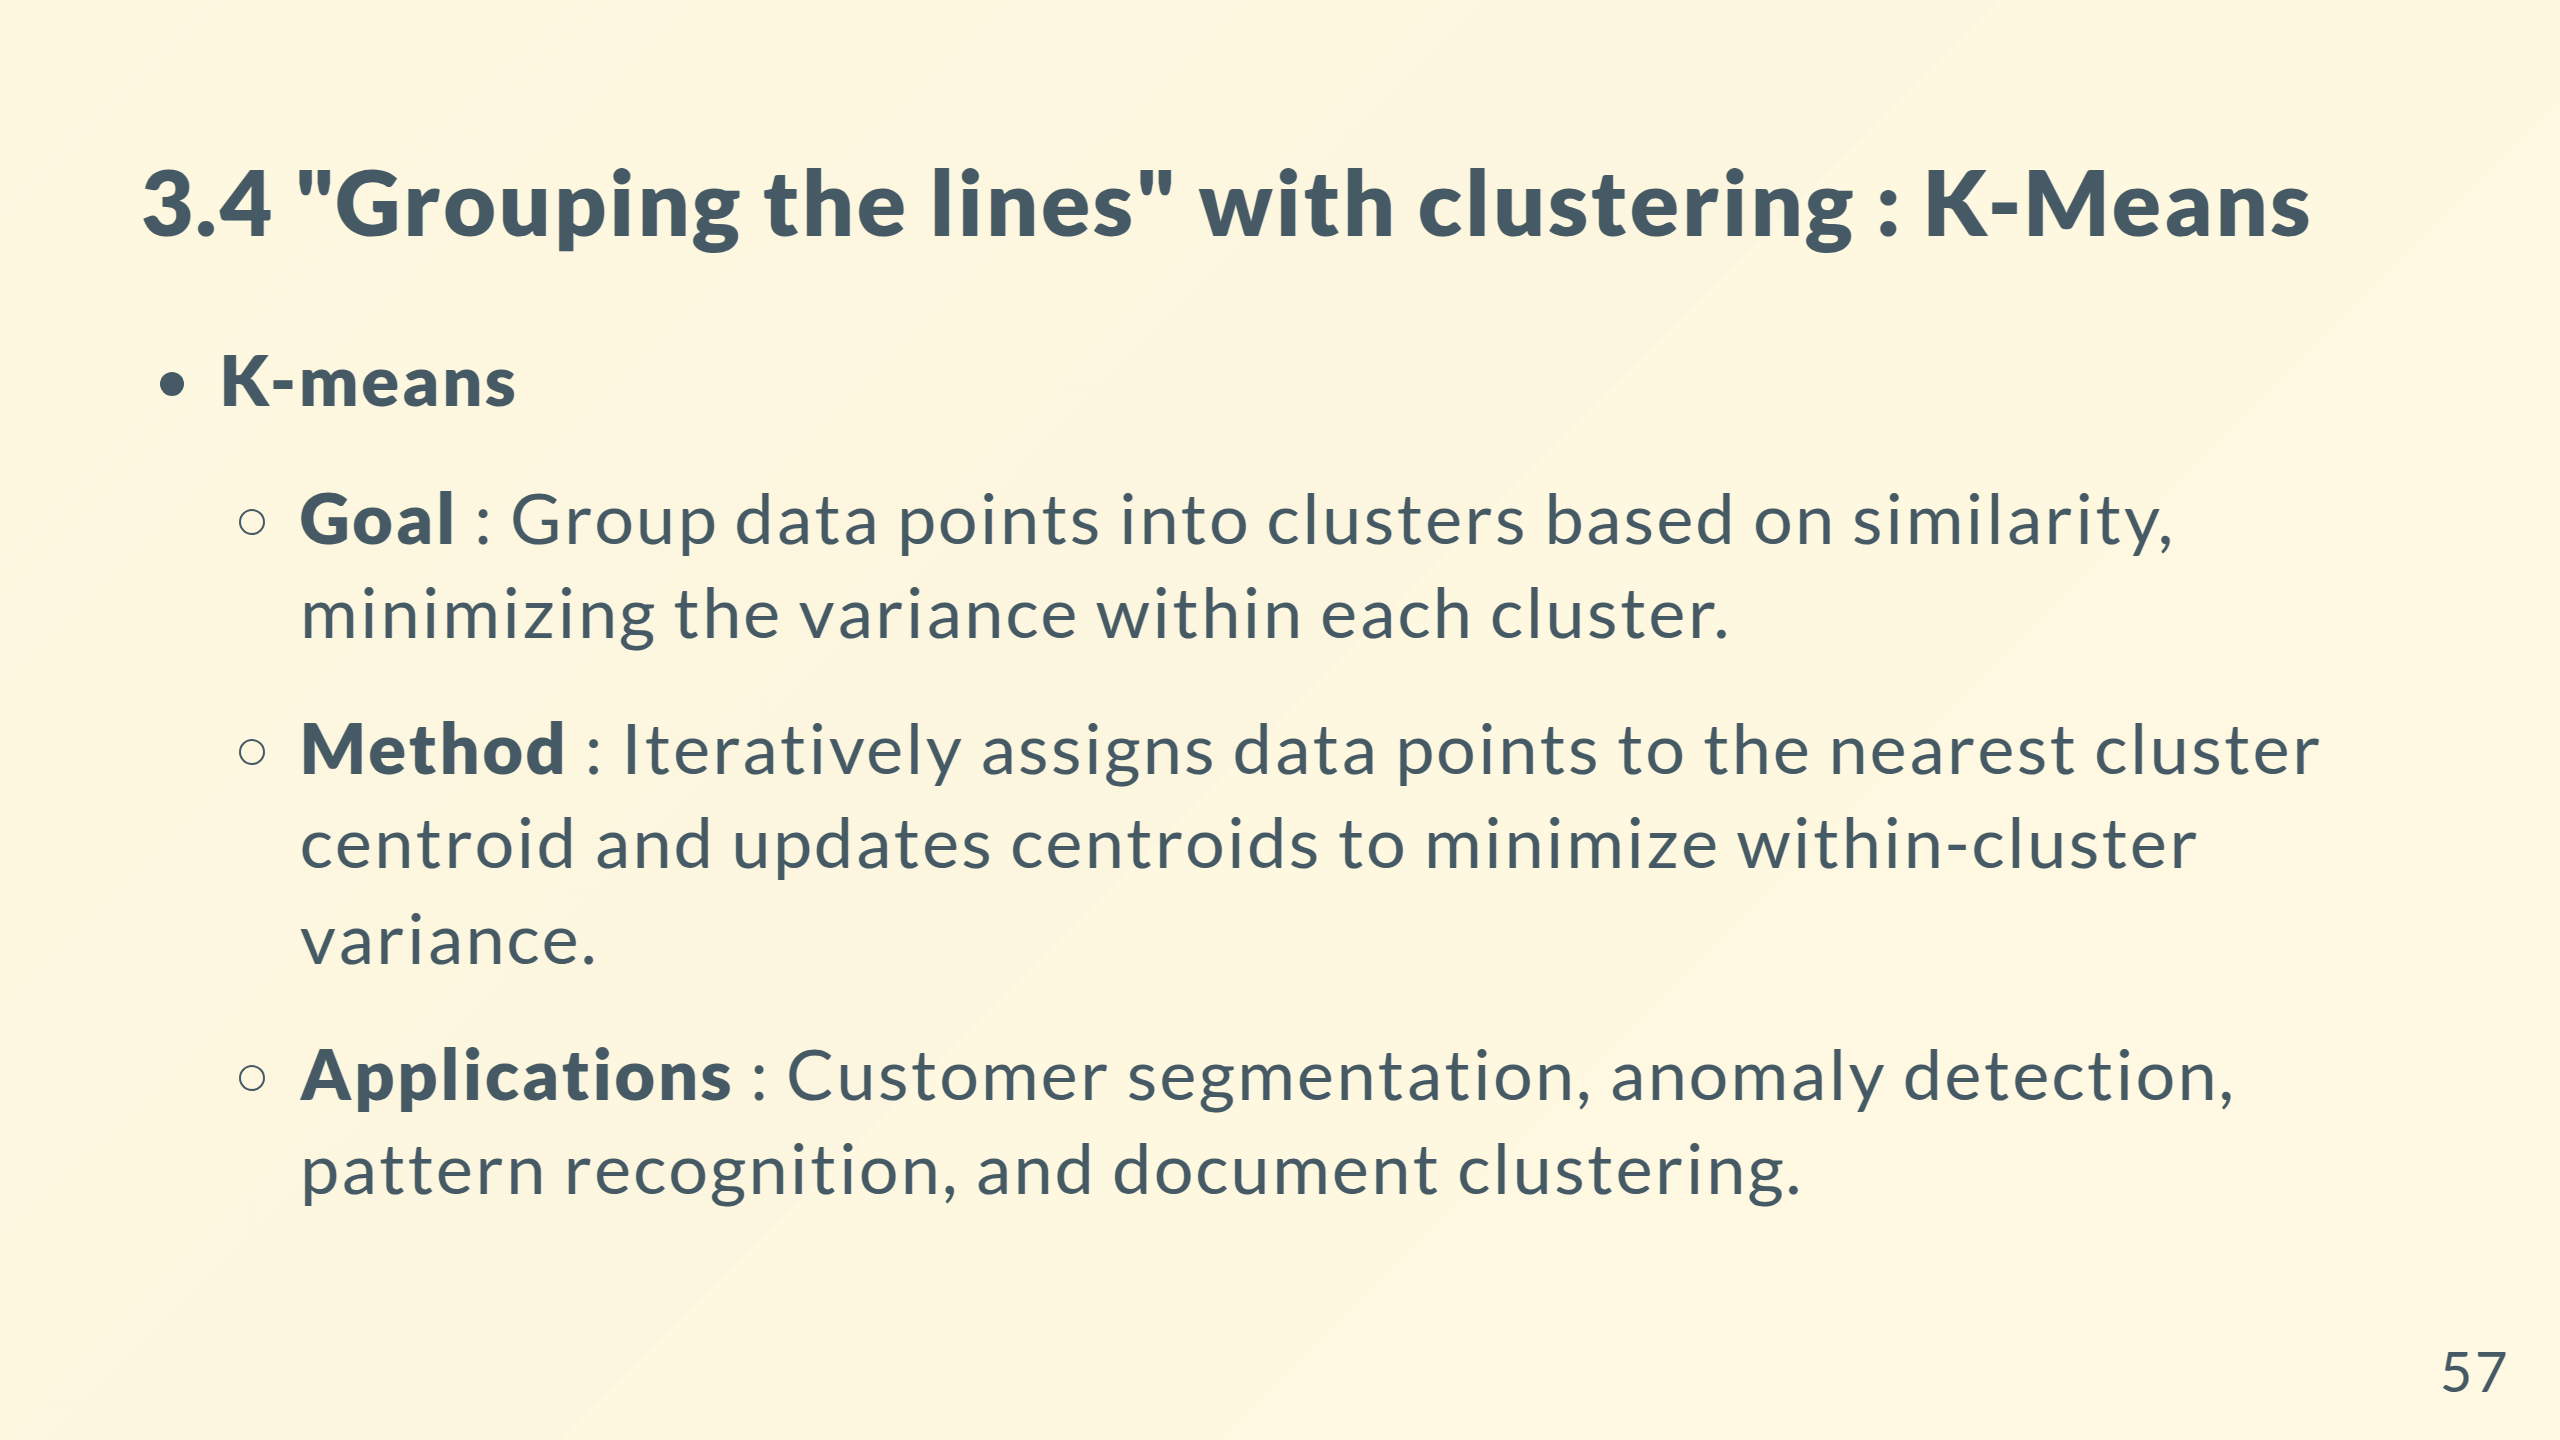 3.4 "Grouping the lines" with clustering : K-Means
• K-means
○ Goal : Group data points into clusters based on similarity,
minimizing the variance within each cluster.
○ Method : Iteratively assigns data points to the nearest cluster
centroid and updates centroids to minimize within-cluster
variance.
○ Applications : Customer segmentation, anomaly detection,
pattern recognition, and document clustering.
57